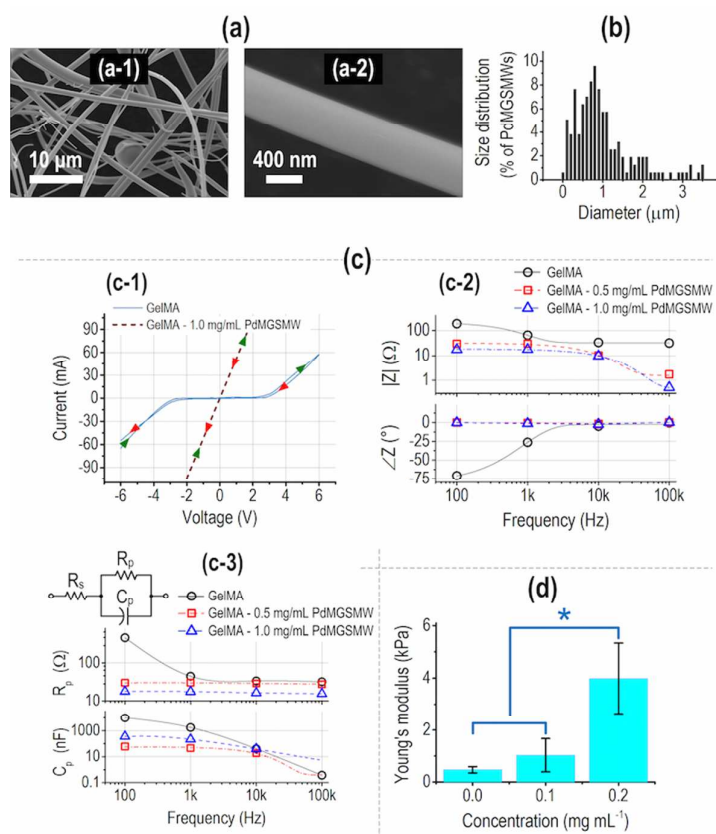 (a)
(a-1)
10 μm
(a-2)
400 nm
(b)
Size distribution
(% of PcMGSMWs)
10
8
6
4
2
0
0 1 2 3
Diameter (μm)
(c)
(c-1)
GelMA
GelMA - 1.0 mg/mL PdMGSMW
Current (mA)
90
60
30
0
-30
-60
-90
-6 -4 -2 0 2 4 6
Voltage (V)
(c-2)
GelMA
GelMA - 0.5 mg/mL PdMGSMW
GelMA - 1.0 mg/mL PdMGSMW
|Z| (Ω)
100
10
1
∠Z (°)
0
-25
-50
-75
100 1k 10k 100k
Frequency (Hz)
(c-3)
Rs
Rp
Cp
GelMA
GelMA - 0.5 mg/mL PdMGSMW
GelMA - 1.0 mg/mL PdMGSMW
Rp (Ω)
100
10
Cp (nF)
1000
10
0.1
100 1k 10k 100k
Frequency (Hz)
(d)
Young's modulus (kPa)
6
4
2
0
*
0.0 0.1 0.2
Concentration (mg mL-1)